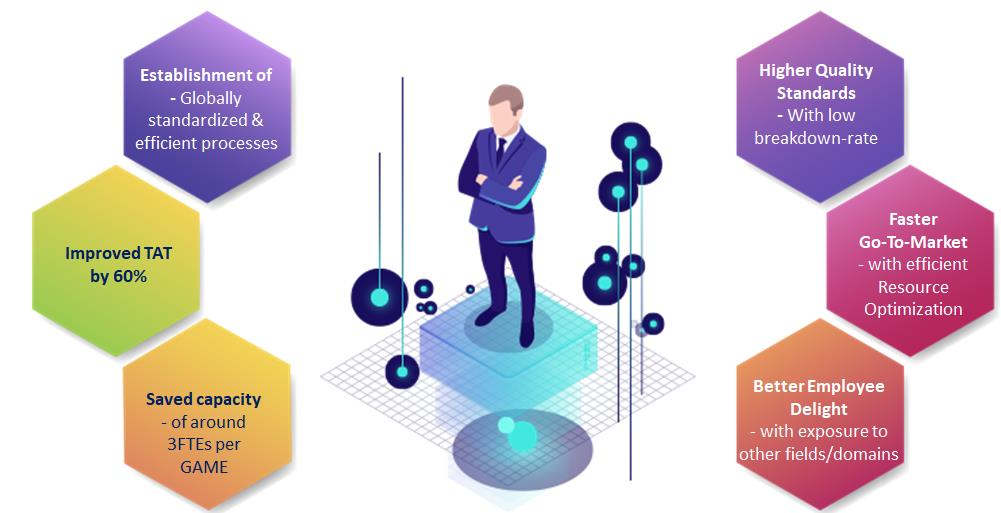 Establishment of
- Globally
standardized &
efficient processes
Improved TAT
by 60%
Saved capacity
- of around
3FTEs per
GAME
Higher Quality
Standards
- With low
breakdown-rate
Faster
Go-To-Market
- with efficient
Resource
Optimization
Better Employee
Delight
- with exposure to
other fields/domains